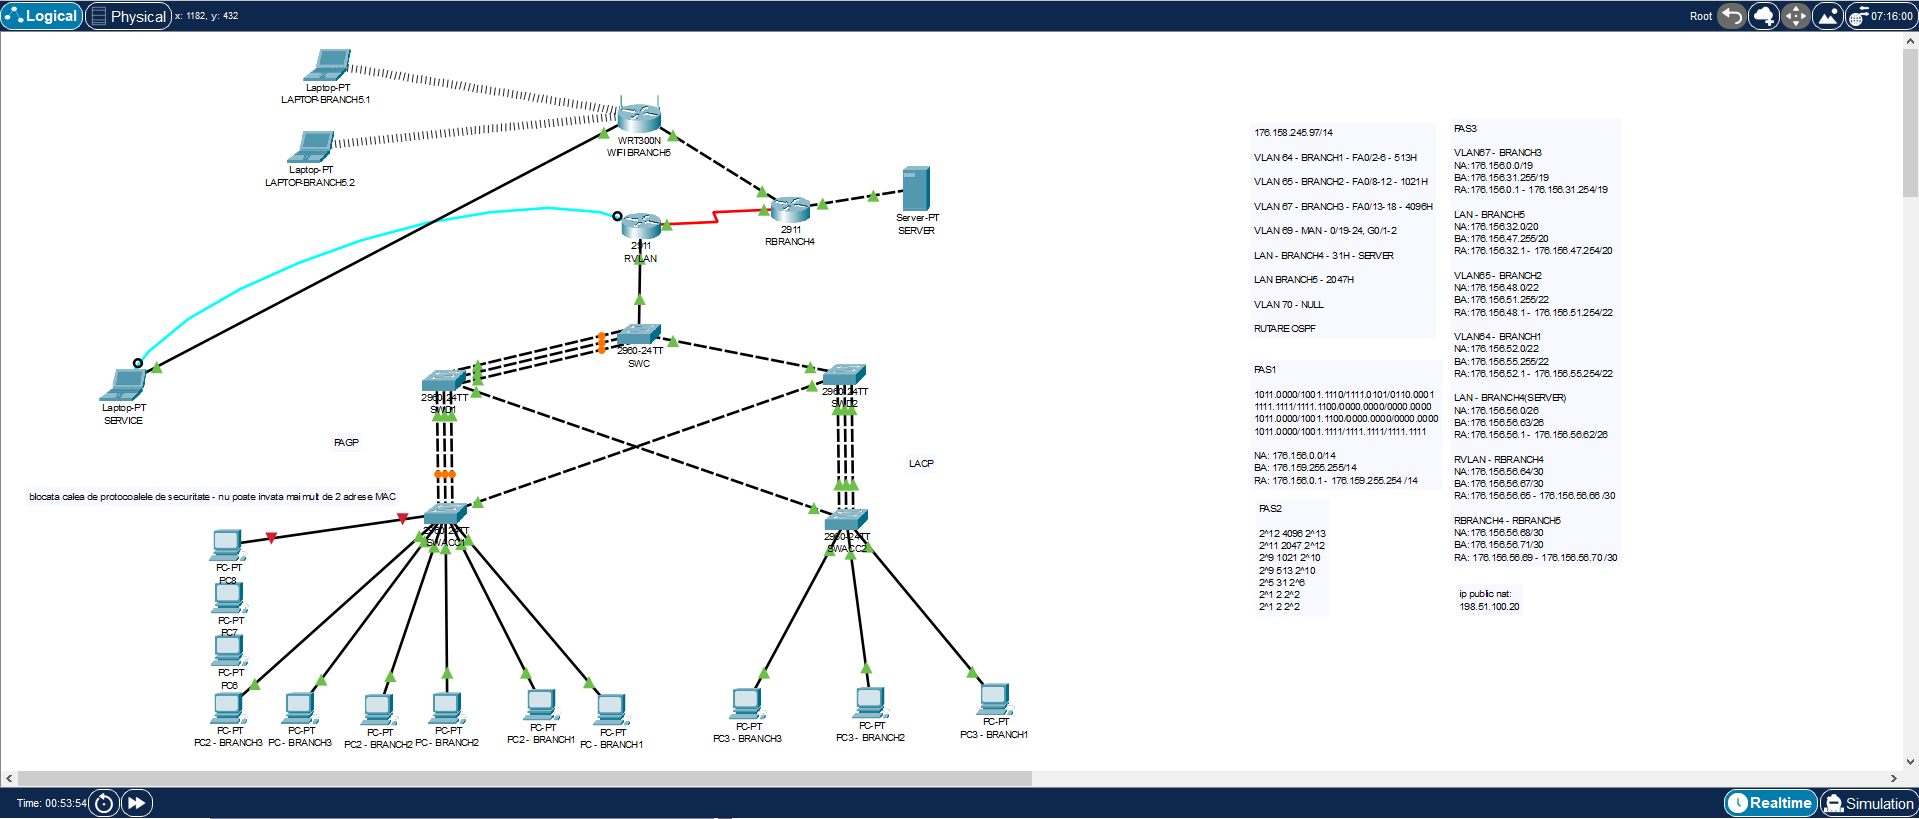 Logical
Physical
x: 1182, y: 432
Root
07:16:00
Laptop-PT
LAPTOP-BRANCH5.1
Laptop-PT
LAPTOP-BRANCH5.2
WRT300N
WIFI BRANCH5
Server-PT
SERVER
2911
RBRANCH4
2911
RVLAN
2960-24TT
SWC
2960-24TT
SWD1
2960-24TT
SWD2
Laptop-PT
SERVICE
PAGP
LACP
blocata calea de protocoalele de securitate - nu poate invata mai mult de 2 adrese MAC
2960-24TT
SWACC1
2960-24TT
SWACC2
PC-PT
PC8
PC-PT
PC7
PC-PT
PC6
PC-PT
PC2 - BRANCH3
PC-PT
PC - BRANCH3
PC-PT
PC2 - BRANCH2
PC-PT
PC - BRANCH2
PC-PT
PC2 - BRANCH1
PC-PT
PC - BRANCH1
PC-PT
PC3 - BRANCH3
PC-PT
PC3 - BRANCH2
PC-PT
PC3 - BRANCH1
176.158.245.97/14
VLAN 64 - BRANCH1 - FA0/2-6 - 513H
VLAN 65 - BRANCH2 - FA0/8-12 - 1021H
VLAN 67 - BRANCH3 - FA0/13-18 - 4096H
VLAN 69 - MAN - 0/19-24, G0/1-2
LAN - BRANCH4 - 31H - SERVER
LAN BRANCH5 - 2047H
VLAN 70 - NULL
RUTARE OSPF
PAS1
1011.0000/1001.1110/1111.0101/0110.0001
1111.1111/1111.1100/0000.0000/0000.0000
1011.0000/1001.1100/0000.0000/0000.0000
1011.0000/1001.1111/1111.1111/1111.1111
NA: 176.156.0.0/14
BA: 176.159.255.255/14
RA: 176.156.0.1 - 176.159.255.254 /14
PAS2
2^12 4096 2^13
2^11 2047 2^12
2^9 1021 2^10
2^9 513 2^10
2^5 31 2^6
2^1 2 2^2
2^1 2 2^2
PAS3
VLAN67 - BRANCH3
NA: 176.156.0.0/19
BA: 176.156.31.255/19
RA: 176.156.0.1 - 176.156.31.254/19
LAN - BRANCH5
NA: 176.156.32.0/20
BA: 176.156.47.255/20
RA: 176.156.32.1 - 176.156.47.254/20
VLAN65 - BRANCH2
NA: 176.156.48.0/22
BA: 176.156.51.255/22
RA: 176.156.48.1 - 176.156.51.254/22
VLAN64 - BRANCH1
NA: 176.156.52.0/22
BA: 176.156.55.255/22
RA: 176.156.52.1 - 176.156.55.254/22
LAN - BRANCH4(SERVER)
NA: 176.156.56.0/26
BA: 176.156.56.63/26
RA: 176.156.56.1 - 176.156.56.62/26
RVLAN - RBRANCH4
NA: 176.156.56.64/30
BA: 176.156.56.67/30
RA: 176.156.56.65 - 176.156.56.66 /30
RBRANCH4 - RBRANCH5
NA: 176.156.56.68/30
BA: 176.156.56.71/30
RA: 176.156.56.69 - 176.156.56.70 /30
ip public nat:
198.51.100.20
Time: 00:53:54
Realtime
Simulation